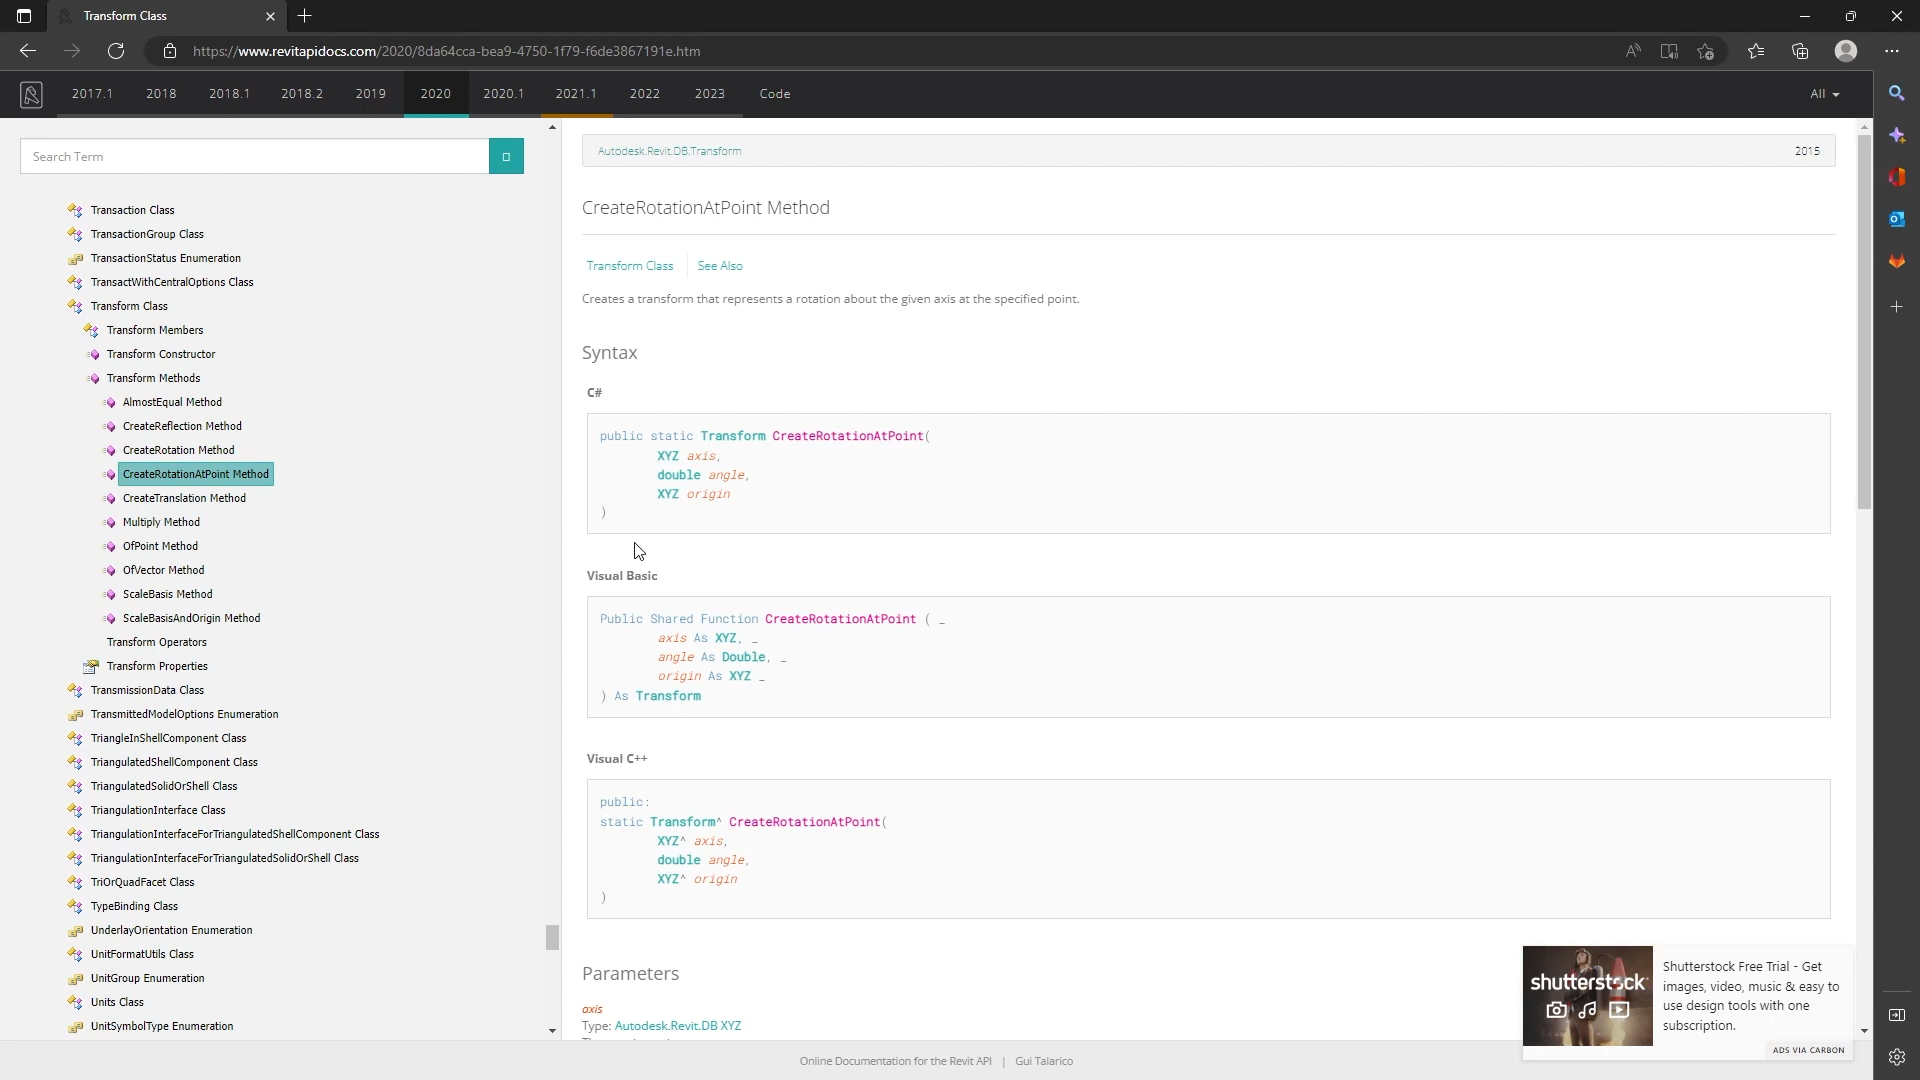 Transform Class
https://www.revitapidocs.com/2020/8da64cca-bea9-4750-1f79-f6de3867191e.htm
2017.1 2018 2018.1 2018.2 2019 2020 2020.1 2021.1 2022 2023 Code All
Search Term
Transaction Class
TransactionGroup Class
TransactionStatus Enumeration
TransactWithCentralOptions Class
Transform Class
Transform Members
Transform Constructor
Transform Methods
AlmostEqual Method
CreateReflection Method
CreateRotation Method
CreateRotationAtPoint Method
CreateTranslation Method
Multiply Method
OfPoint Method
OfVector Method
ScaleBasis Method
ScaleBasisAndOrigin Method
Transform Operators
Transform Properties
TransmissionData Class
TransmittedModelOptions Enumeration
TriangleInShellComponent Class
TriangulatedShellComponent Class
TriangulatedSolidOrShell Class
TriangulationInterface Class
TriangulationInterfaceForTriangulatedShellComponent Class
TriangulationInterfaceForTriangulatedSolidOrShell Class
TriOrQuadFacet Class
TypeBinding Class
UnderlayOrientation Enumeration
UnitFormatUtils Class
UnitGroup Enumeration
Units Class
UnitSymbolType Enumeration
Autodesk.Revit.DB.Transform 2015
CreateRotationAtPoint Method
Transform Class See Also
Creates a transform that represents a rotation about the given axis at the specified point.
Syntax
C#
public static Transform CreateRotationAtPoint(
XYZ axis,
double angle,
XYZ origin
)
Visual Basic
Public Shared Function CreateRotationAtPoint ( _
axis As XYZ, _
angle As Double, _
origin As XYZ _
) As Transform
Visual C++
public:
static Transform^ CreateRotationAtPoint(
XYZ^ axis,
double angle,
XYZ^ origin
)
Parameters
axis
Type: Autodesk.Revit.DB XYZ
shutterstock
Shutterstock Free Trial - Get
images, video, music & easy to
use design tools with one
subscription.
ADS VIA CARBON
Online Documentation for the Revit API | Gui Talarico